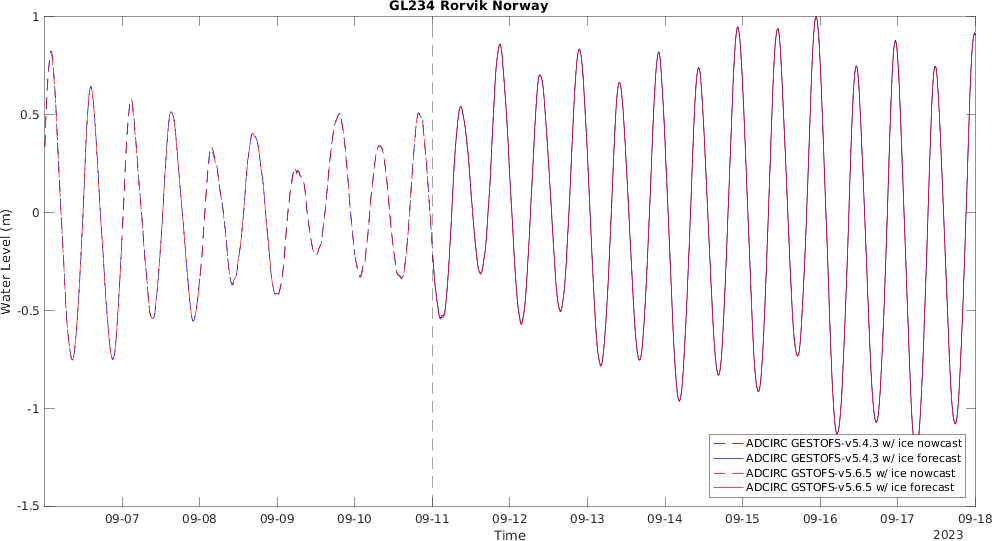 GL234 Rorvik Norway
1
0.5
0
-0.5
-1
-1.5
Water Level (m)
ADCIRC GESTOFS-v5.4.3 w/ ice nowcast
ADCIRC GESTOFS-v5.4.3 w/ ice forecast
ADCIRC GSTOFS-v5.6.5 w/ ice nowcast
ADCIRC GSTOFS-v5.6.5 w/ ice forecast
09-07 09-08 09-09 09-10 09-11 09-12 09-13 09-14 09-15 09-16 09-17 09-18
Time
2023